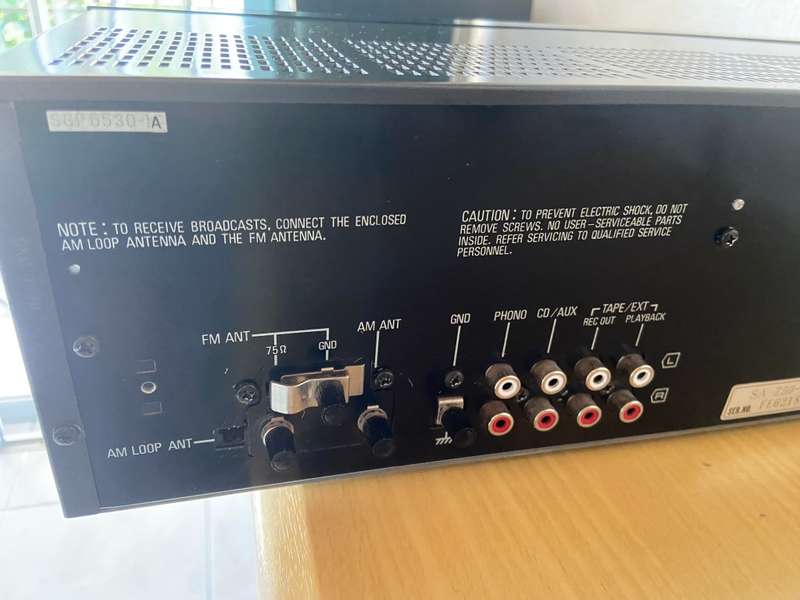 SGP6530-1A
NOTE : TO RECEIVE BROADCASTS, CONNECT THE ENCLOSED
AM LOOP ANTENNA AND THE FM ANTENNA.
CAUTION : TO PREVENT ELECTRIC SHOCK, DO NOT
REMOVE SCREWS. NO USER-SERVICEABLE PARTS
INSIDE. REFER SERVICING TO QUALIFIED SERVICE
PERSONNEL.
FM ANT
75Ω
GND
AM ANT
GND
PHONO
CD/AUX
TAPE/EXT
REC OUT
PLAYBACK
L
R
AM LOOP ANT
SER.NO.